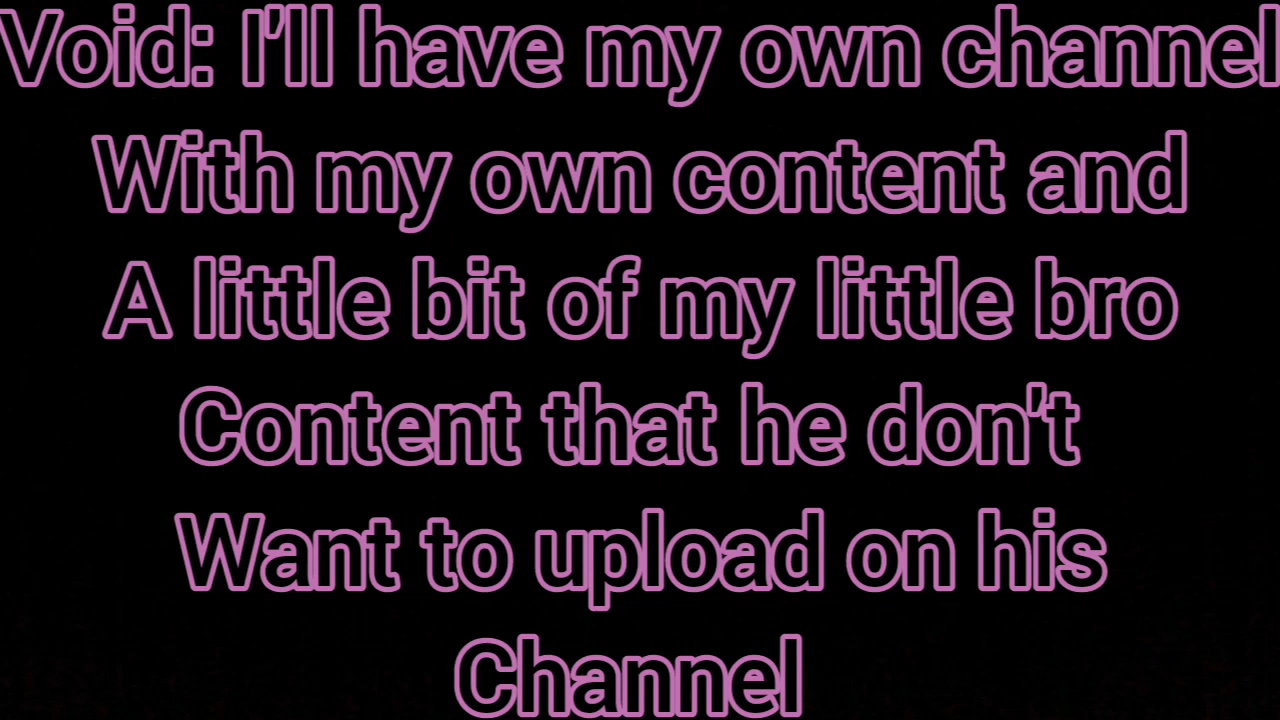 Void: I'll have my own channel
With my own content and
A little bit of my little bro
Content that he don't
Want to upload on his
Channel